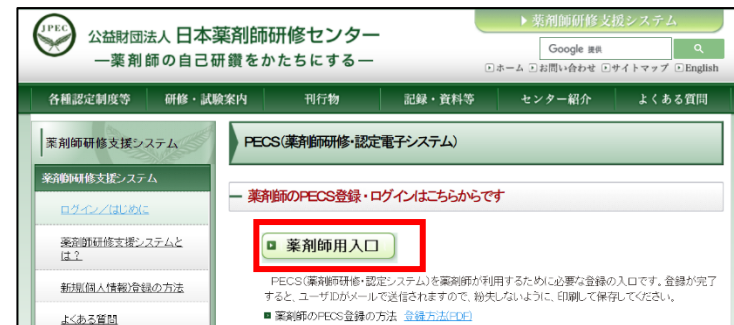 JPEC
公益財団法人 日本薬剤師研修センター
―薬剤師の自己研鑽をかたちにする―
薬剤師研修支援システム
Google 提供
ホーム お問い合わせ サイトマップ English
各種認定制度等 研修・試験案内 刊行物 記録・資料等 センター紹介 よくある質問
薬剤師研修支援システム
薬剤師研修支援システム
ログイン/はじめに
薬剤師研修支援システムと
は?
新規(個人情報)登録の方法
よくある質問
PECS(薬剤師研修・認定電子システム)
薬剤師のPECS登録・ログインはこちらからです
薬剤師用入口
PECS(薬剤師研修・認定システム)を薬剤師が利用するために必要な登録の入口です。登録が完了
すると、ユーザIDがメールで送信されますので、紛失しないように、印刷して保存してください。
薬剤師のPECS登録の方法 登録方法(PDF)